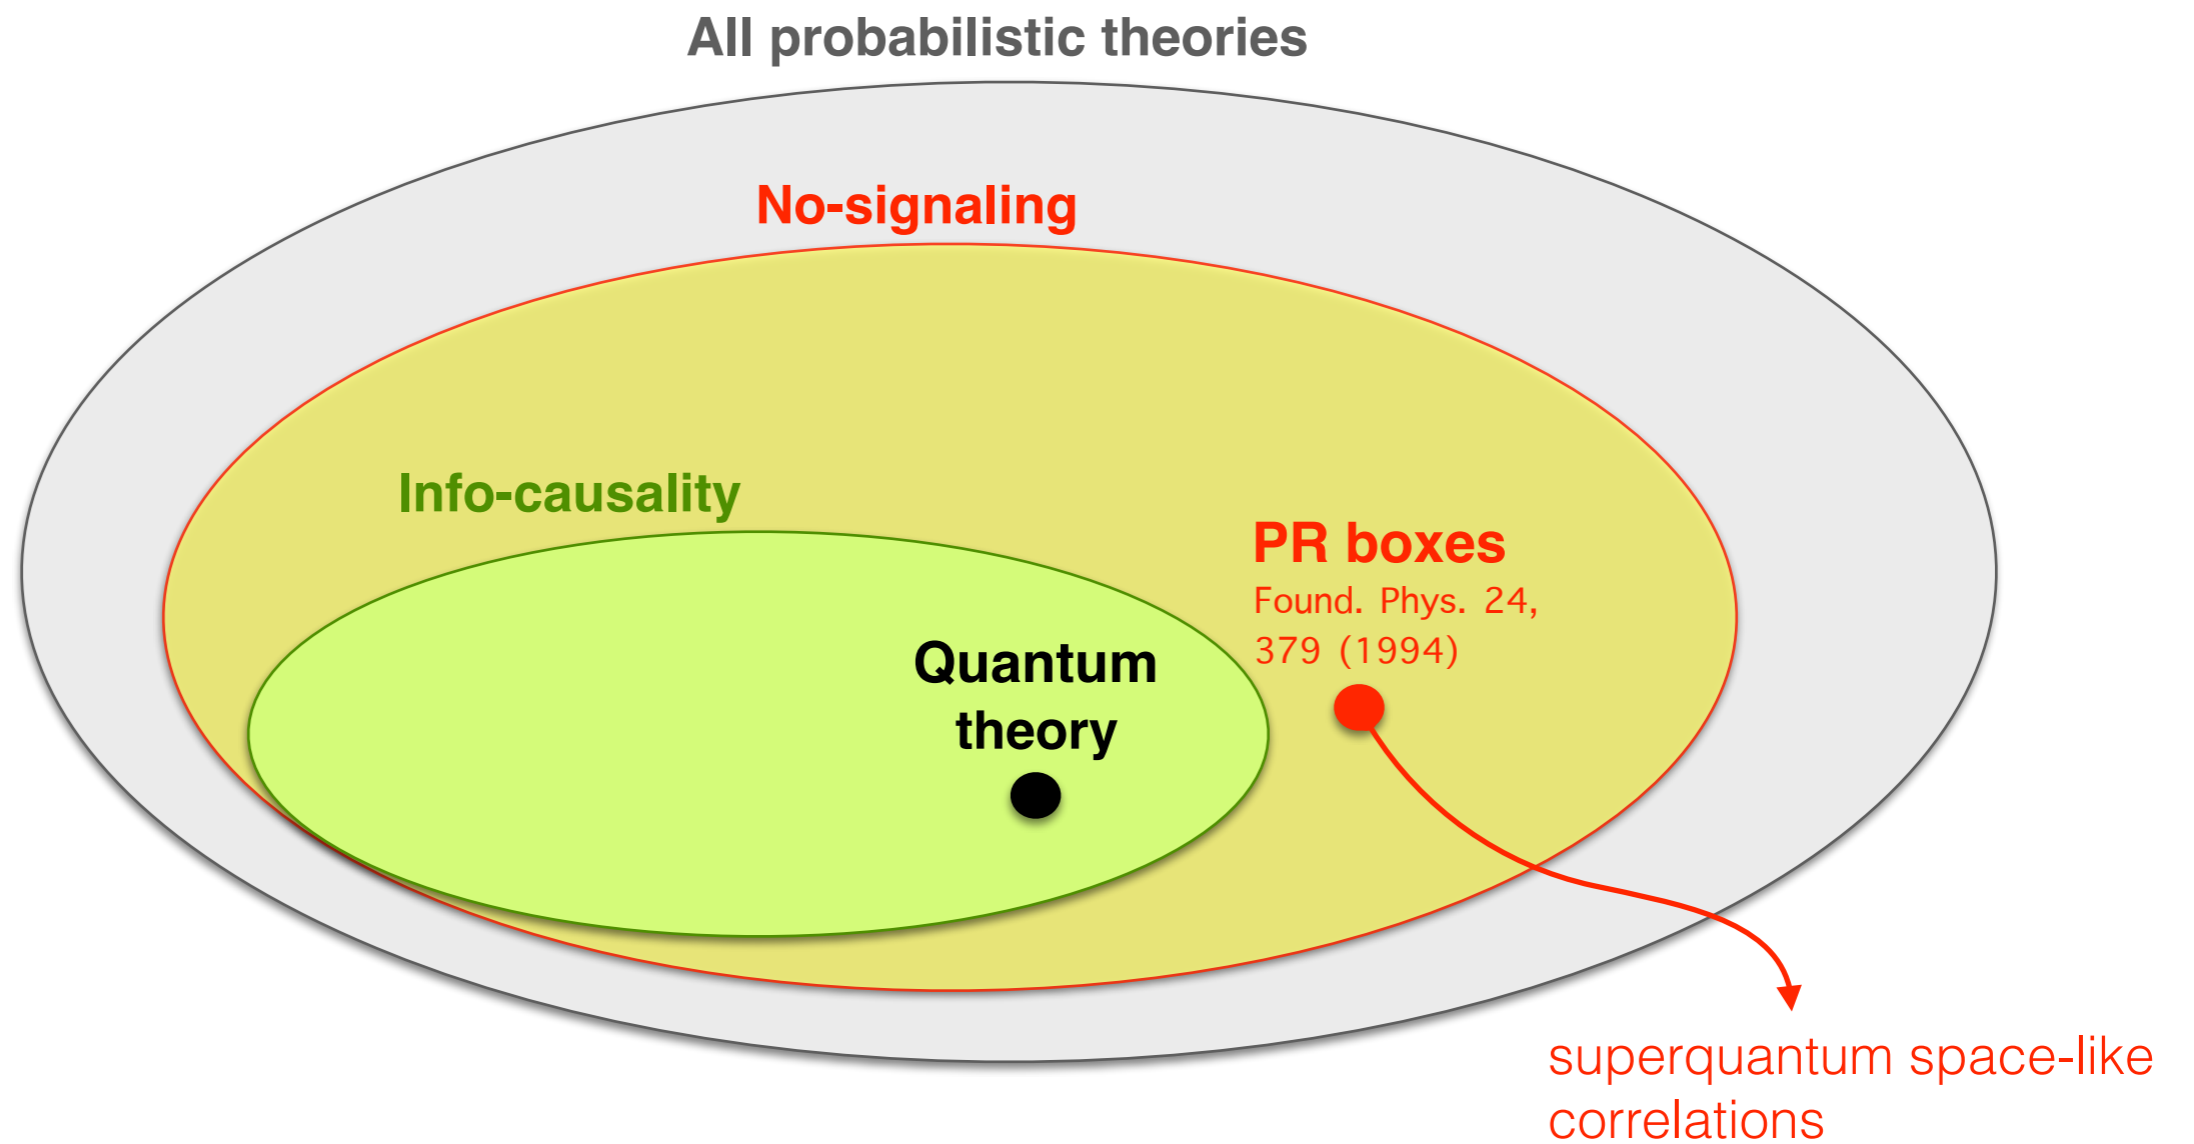 All probabilistic theories
No-signaling
Info-causality
PR boxes
Found. Phys. 24,
379 (1994)
Quantum
theory
superquantum space-like
correlations